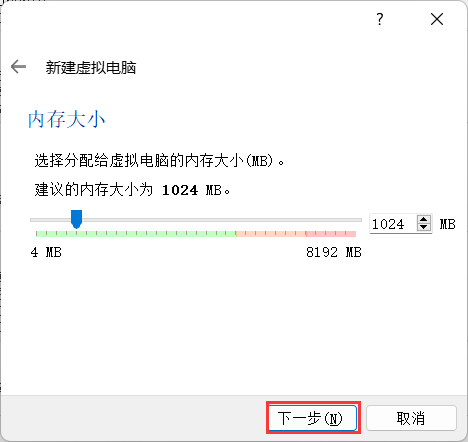 ?
新建虚拟电脑
内存大小
选择分配给虚拟电脑的内存大小(MB)。
建议的内存大小为 1024 MB。
1024 MB
4 MB 8192 MB
下一步(N) 取消